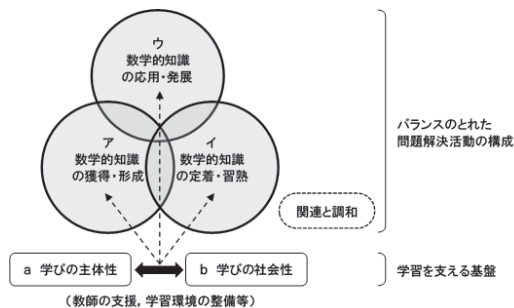 ウ
数学的知識
の応用・発展
ア
数学的知識
の獲得・形成
イ
数学的知識
の定着・習熟
バランスのとれた
問題解決活動の構成
関連と調和
a 学びの主体性
b 学びの社会性
学習を支える基盤
（教師の支援，学習環境の整備等）